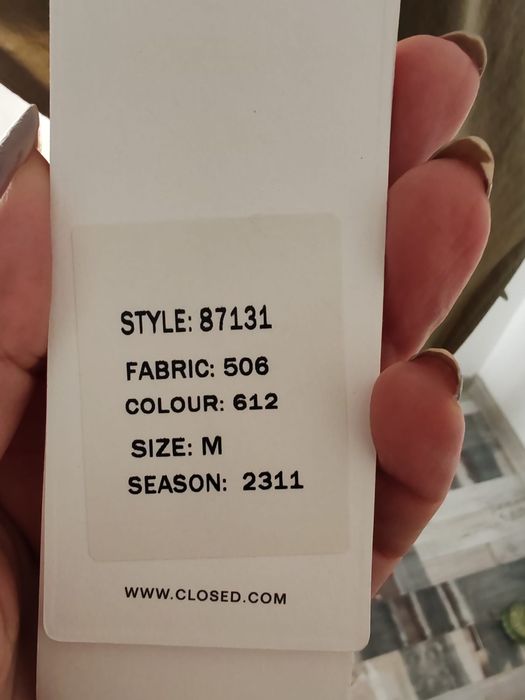 STYLE: 87131
FABRIC: 506
COLOUR: 612
SIZE: M
SEASON: 2311
WWW.CLOSED.COM